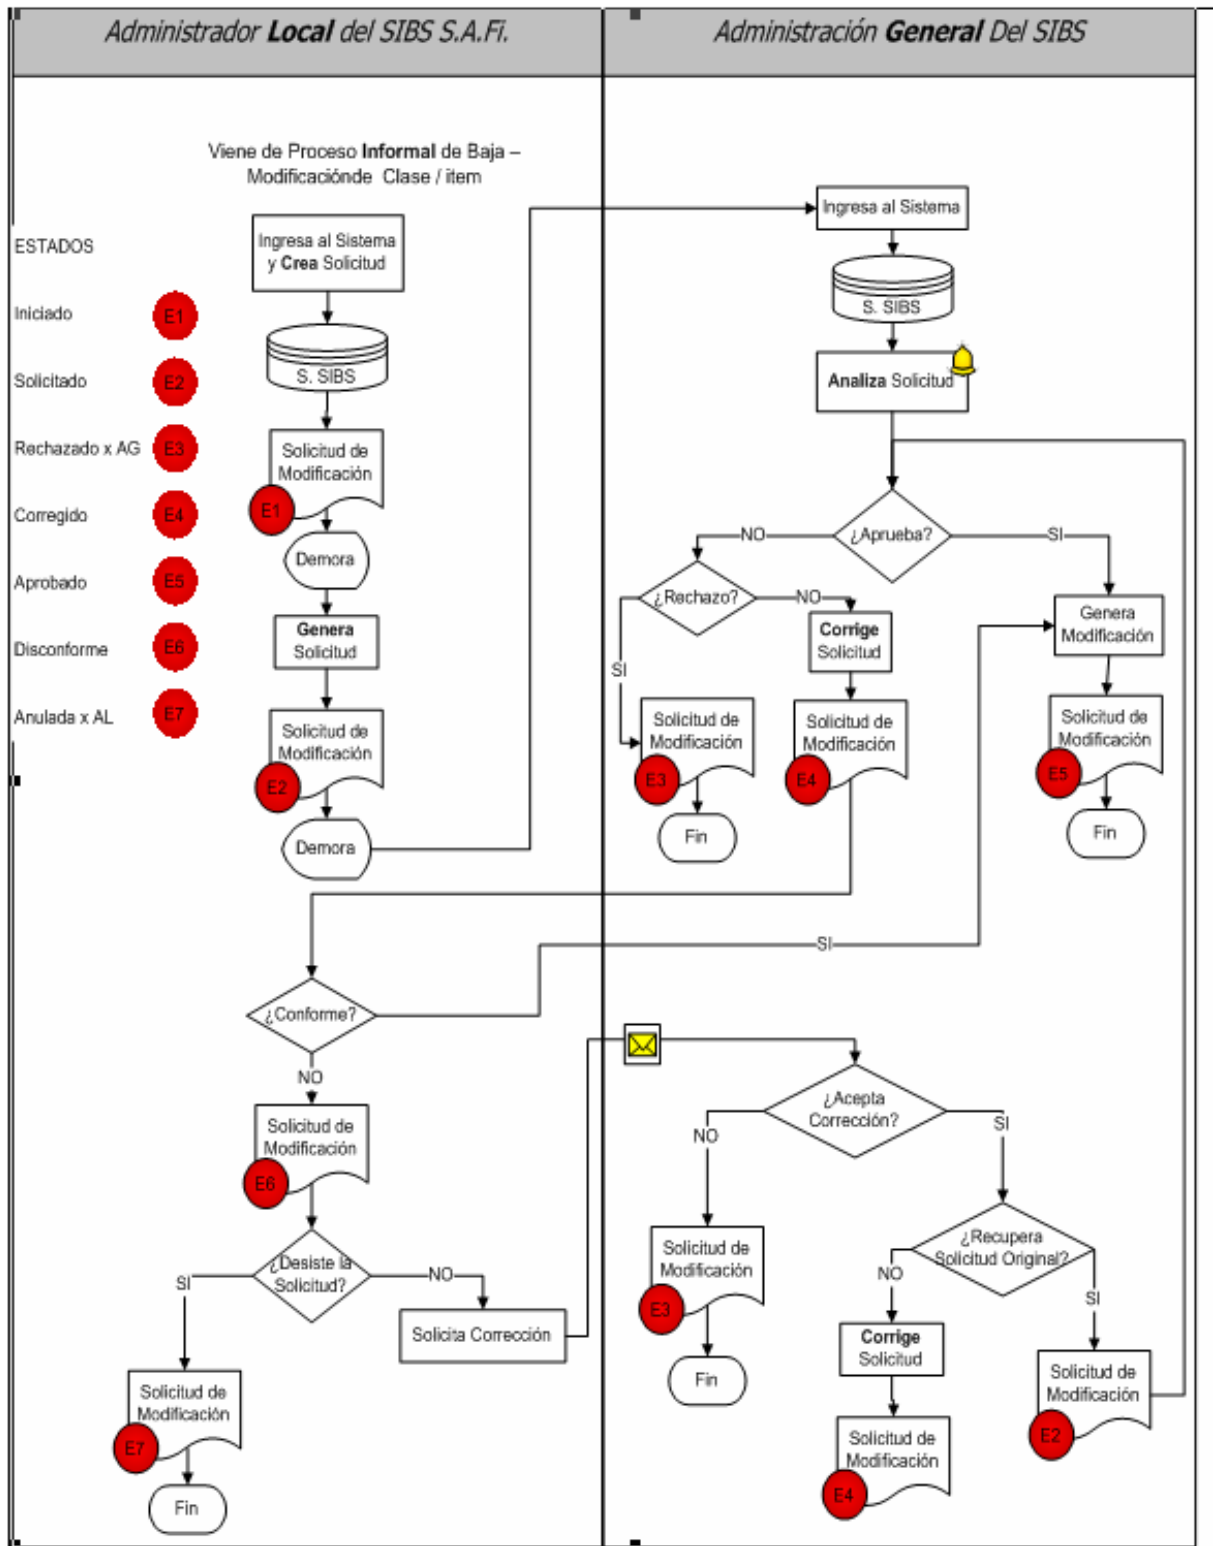 Administrador Local del SIBS S.A.Fi.
Administración General Del SIBS
Viene de Proceso Informal de Baja –
Modificaciónde Clase / item
ESTADOS
Iniciado E1
Solicitado E2
Rechazado x AG E3
Corregido E4
Aprobado E5
Disconforme E6
Anulada x AL E7
Ingresa al Sistema
y Crea Solicitud
S. SIBS
Solicitud de
Modificación
E1
Demora
Genera
Solicitud
Solicitud de
Modificación
E2
Demora
Ingresa al Sistema
S. SIBS
Analiza Solicitud
¿Aprueba?
NO
SI
¿Rechazo?
NO
SI
Corrige
Solicitud
Genera
Modificación
Solicitud de
Modificación
E3
Fin
Solicitud de
Modificación
E4
Solicitud de
Modificación
E5
Fin
SI
¿Conforme?
NO
Solicitud de
Modificación
E6
¿Desiste la
Solicitud?
SI
NO
Solicita Corrección
Solicitud de
Modificación
E7
Fin
¿Acepta
Corrección?
NO
SI
Solicitud de
Modificación
E3
Fin
¿Recupera
Solicitud Original?
NO
SI
Corrige
Solicitud
Solicitud de
Modificación
E4
Solicitud de
Modificación
E2